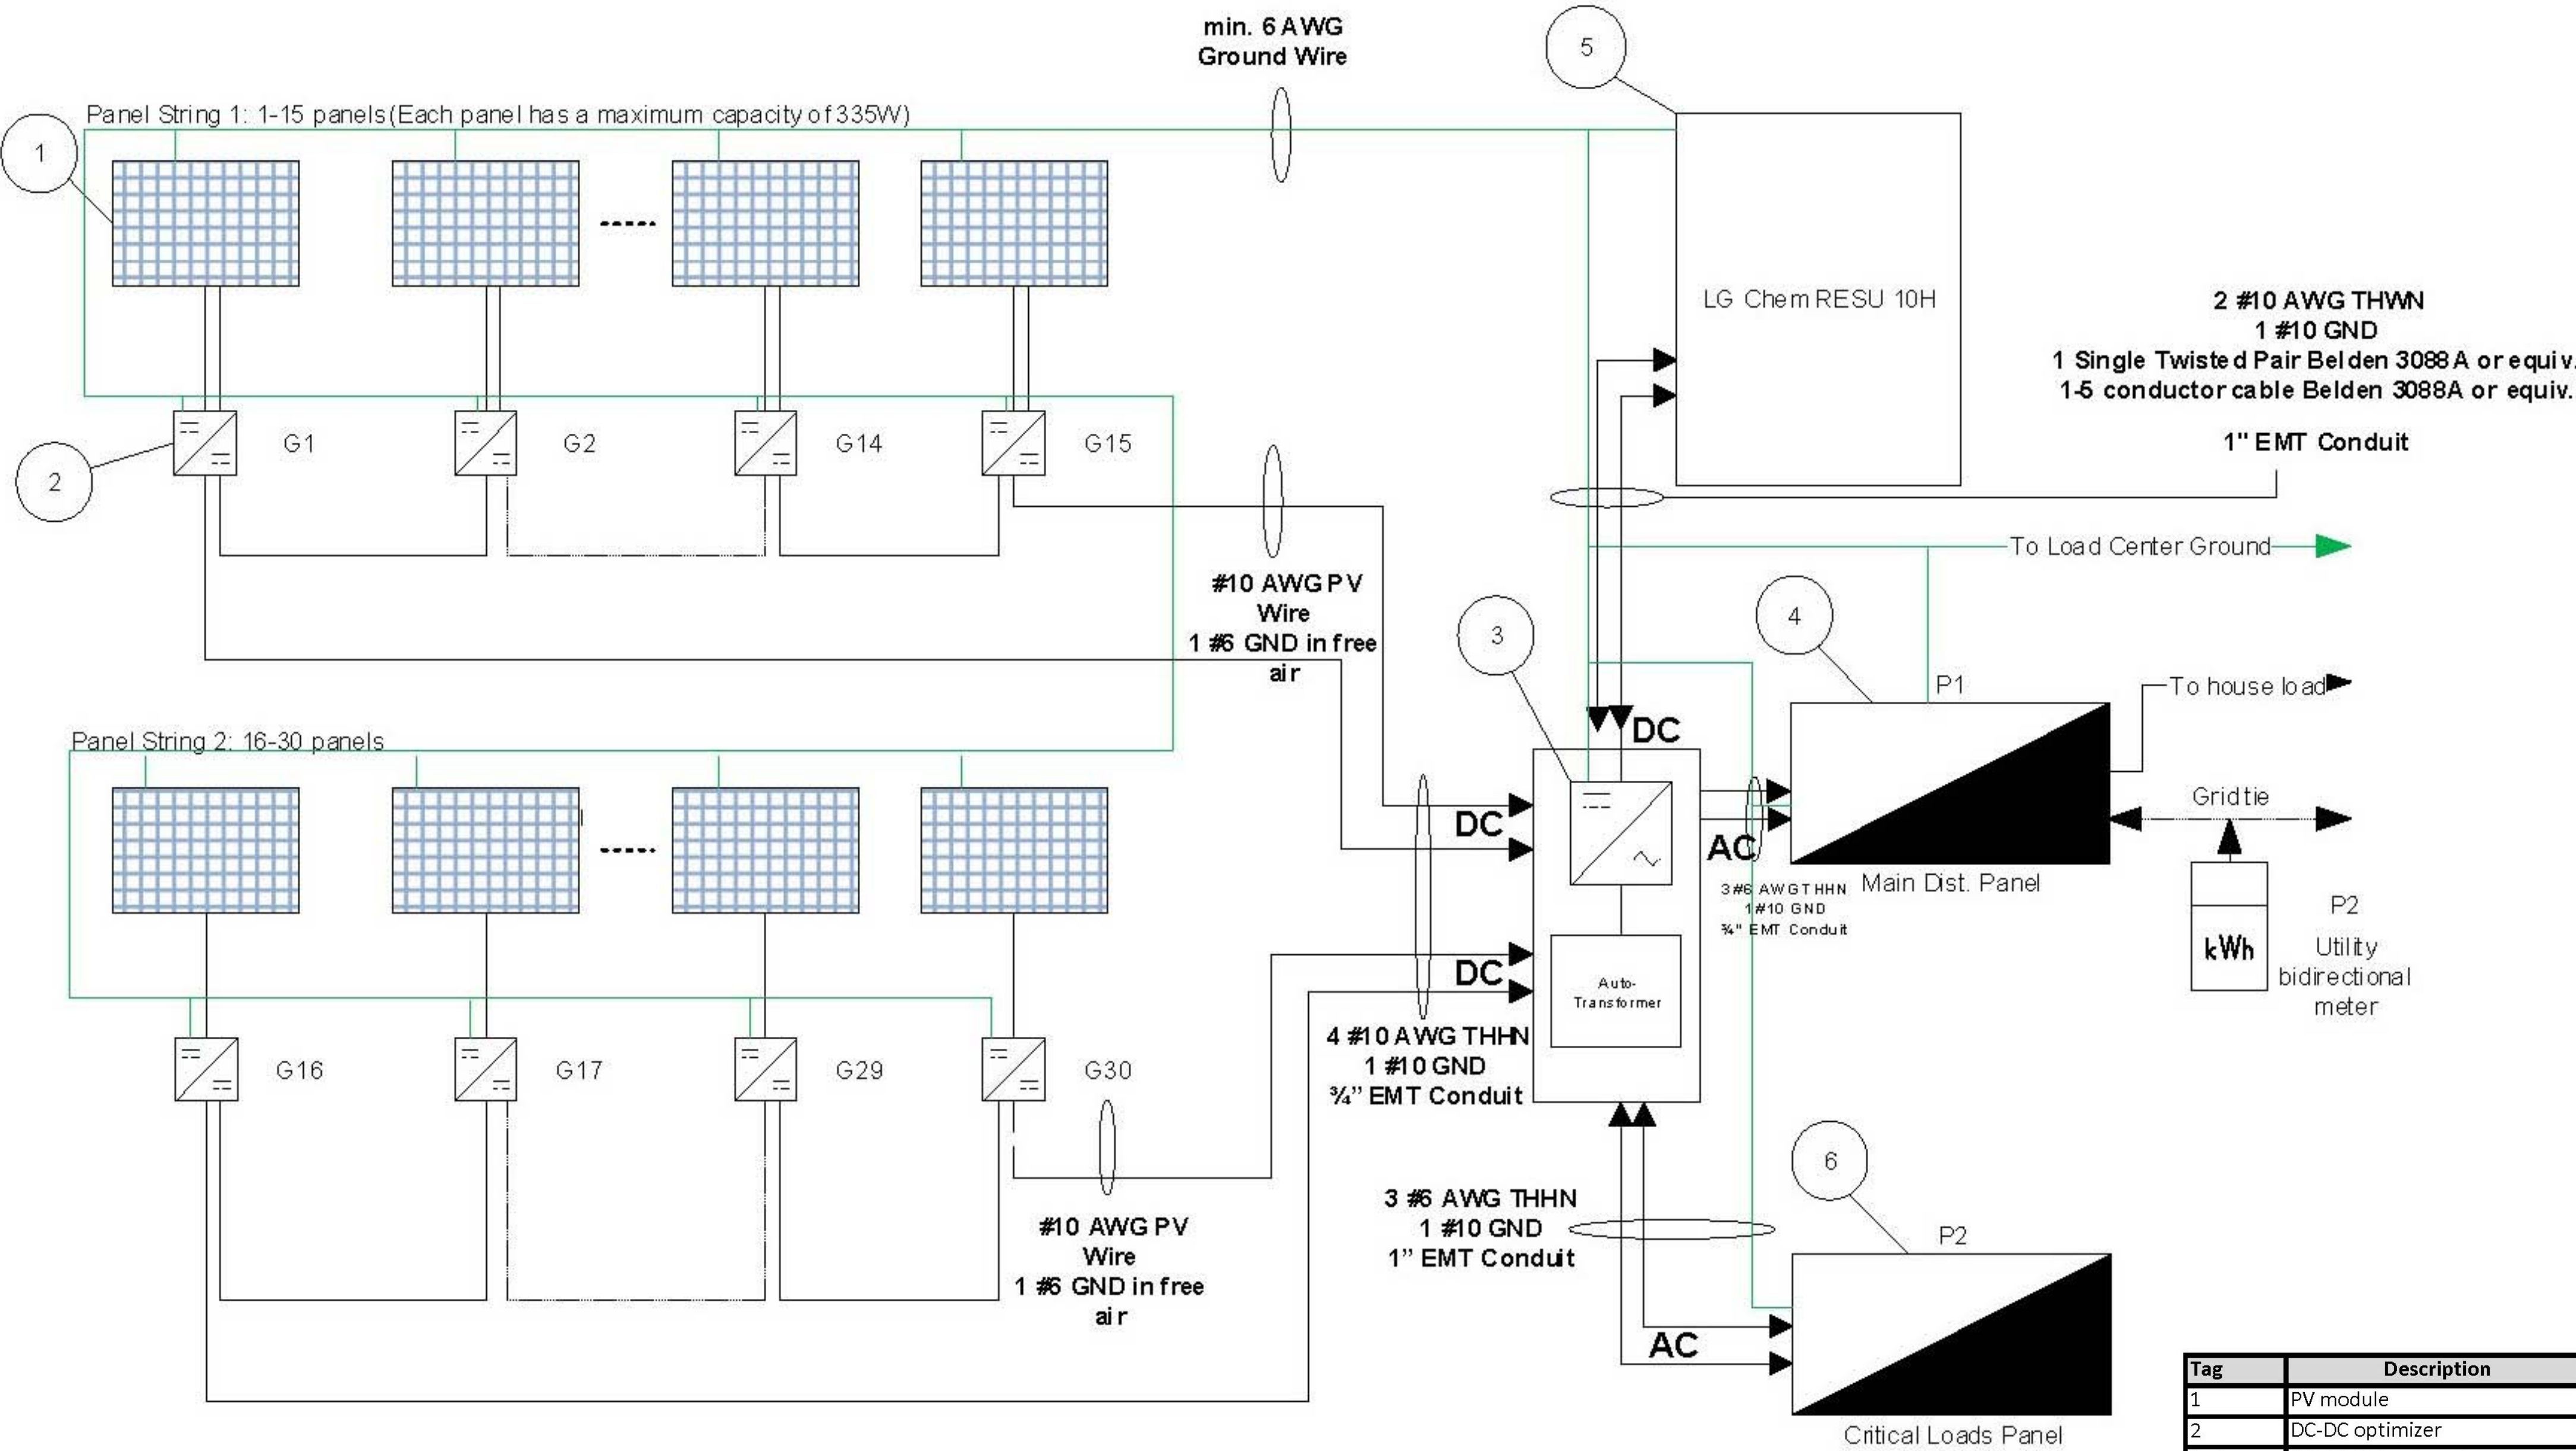 min. 6 AWG
Ground Wire
5
Panel String 1: 1-15 panels(Each panel has a maximum capacity of 335W)
1
LG Chem RESU 10H
2 #10 AWG THWN
1 #10 GND
1 Single Twisted Pair Belden 3088A or equiv.
1-5 conductor cable Belden 3088A or equiv.
1" EMT Conduit
G1
G2
G14
G15
2
To Load Center Ground
#10 AWG PV
Wire
1 #6 GND in free
air
3
4
P1
To house load
Panel String 2: 16-30 panels
DC
DC
AC
Grid tie
3#6 AWG THHN
1#10 GND
¾" EMT Conduit
Main Dist. Panel
kWh
P2
Utility
bidirectional
meter
DC
Auto-
Transformer
4 #10 AWG THHN
1 #10 GND
¾” EMT Conduit
G16
G17
G29
G30
#10 AWG PV
Wire
1 #6 GND in free
air
3 #6 AWG THHN
1 #10 GND
1” EMT Conduit
6
P2
AC
Critical Loads Panel
Tag Description
1 PV module
2 DC-DC optimizer